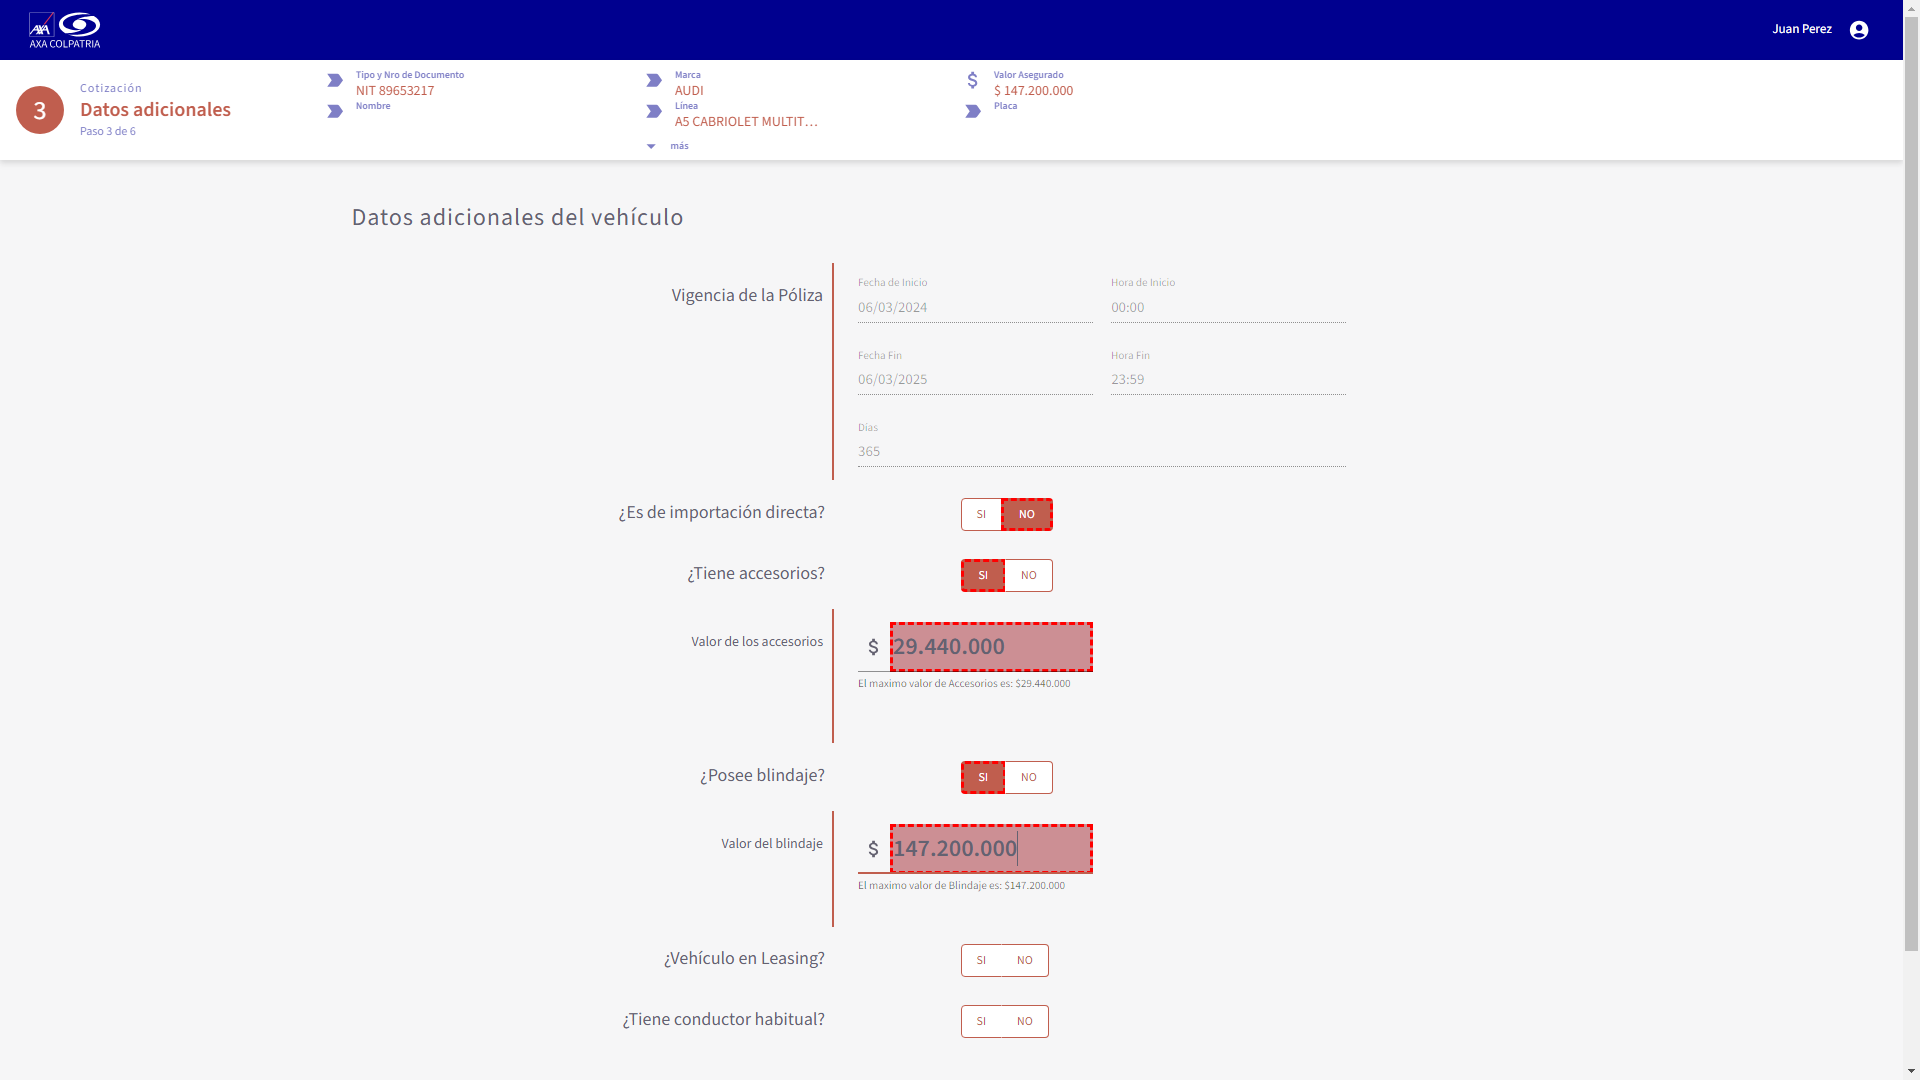 AXA
AXA COLPATRIA
Juan Perez
3
Cotización
Datos adicionales
Paso 3 de 6
Tipo y Nro de Documento
NIT 89653217
Nombre
Marca
AUDI
Línea
A5 CABRIOLET MULTIT...
más
$
Valor Asegurado
$ 147.200.000
Placa
Datos adicionales del vehículo
Vigencia de la Póliza
Fecha de Inicio
06/03/2024
Hora de Inicio
00:00
Fecha Fin
06/03/2025
Hora Fin
23:59
Días
365
¿Es de importación directa?
SI NO
¿Tiene accesorios?
SI NO
Valor de los accesorios
$ 29.440.000
El maximo valor de Accesorios es: $29.440.000
¿Posee blindaje?
SI NO
Valor del blindaje
$ 147.200.000
El maximo valor de Blindaje es: $147.200.000
¿Vehículo en Leasing?
SI NO
¿Tiene conductor habitual?
SI NO